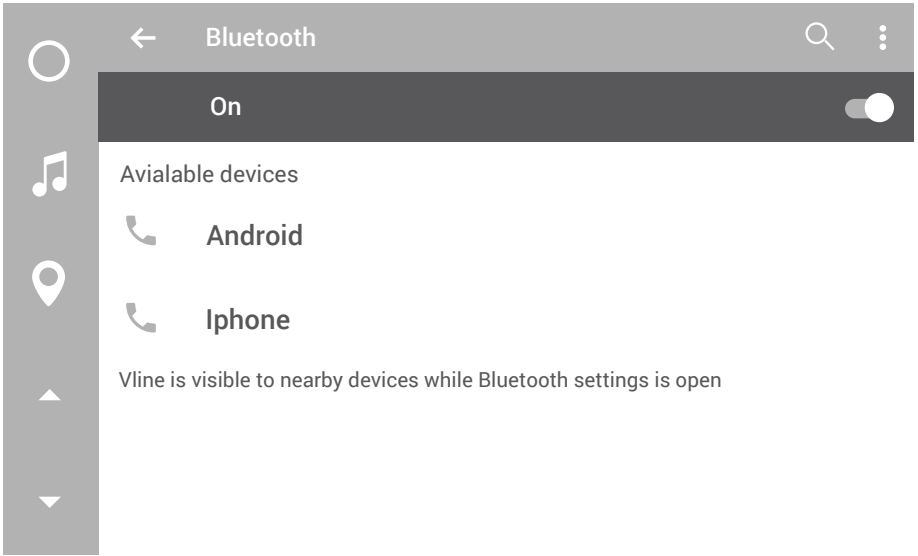 Bluetooth
On
Avialable devices
Android
Iphone
Vline is visible to nearby devices while Bluetooth settings is open